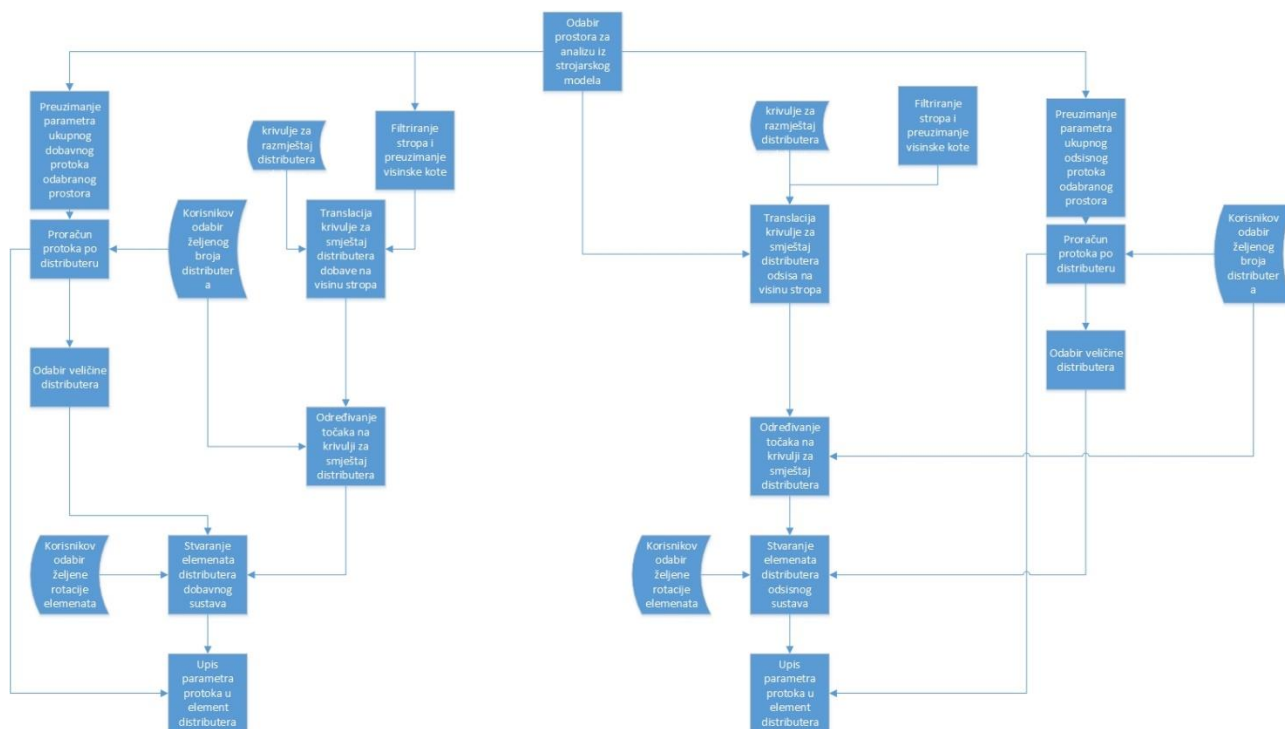 Odabir
prostora za
analizu iz
strojarskog
modela
Preuzimanje
parametra
ukupnog
dobavnog
protoka
odabranog
prostora
krivulje za
razmještaj
distributera
Filtriranje
stropa i
preuzimanje
visinske kote
krivulje za
razmještaj
distributera
Filtriranje
stropa i
preuzimanje
visinske kote
Preuzimanje
parametra
ukupnog
odsisnog
protoka
odabranog
prostora
Proračun
protoka po
distributeru
Korisnikov
odabir
željenog
broja
distributer
a
Translacija
krivulje za
smještaj
distributera
dobave na
visinu stropa
Translacija
krivulje za
smještaj
distributera
odsisa na
visinu stropa
Proračun
protoka po
distributeru
Korisnikov
odabir
željenog
broja
distributer
a
Odabir veličine
distributera
Odabir veličine
distributera
Određivanje
točaka na
krivulji za
smještaj
distributera
Određivanje
točaka na
krivulji za
smještaj
distributera
Korisnikov
odabir
željene
rotacije
elemenata
Stvaranje
elemenata
distributera
dobavnog
sustava
Korisnikov
odabir
željene
rotacije
elemenata
Stvaranje
elemenata
distributera
odsisnog
sustava
Upis
parametra
protoka u
element
distributera
Upis
parametra
protoka u
element
distributera